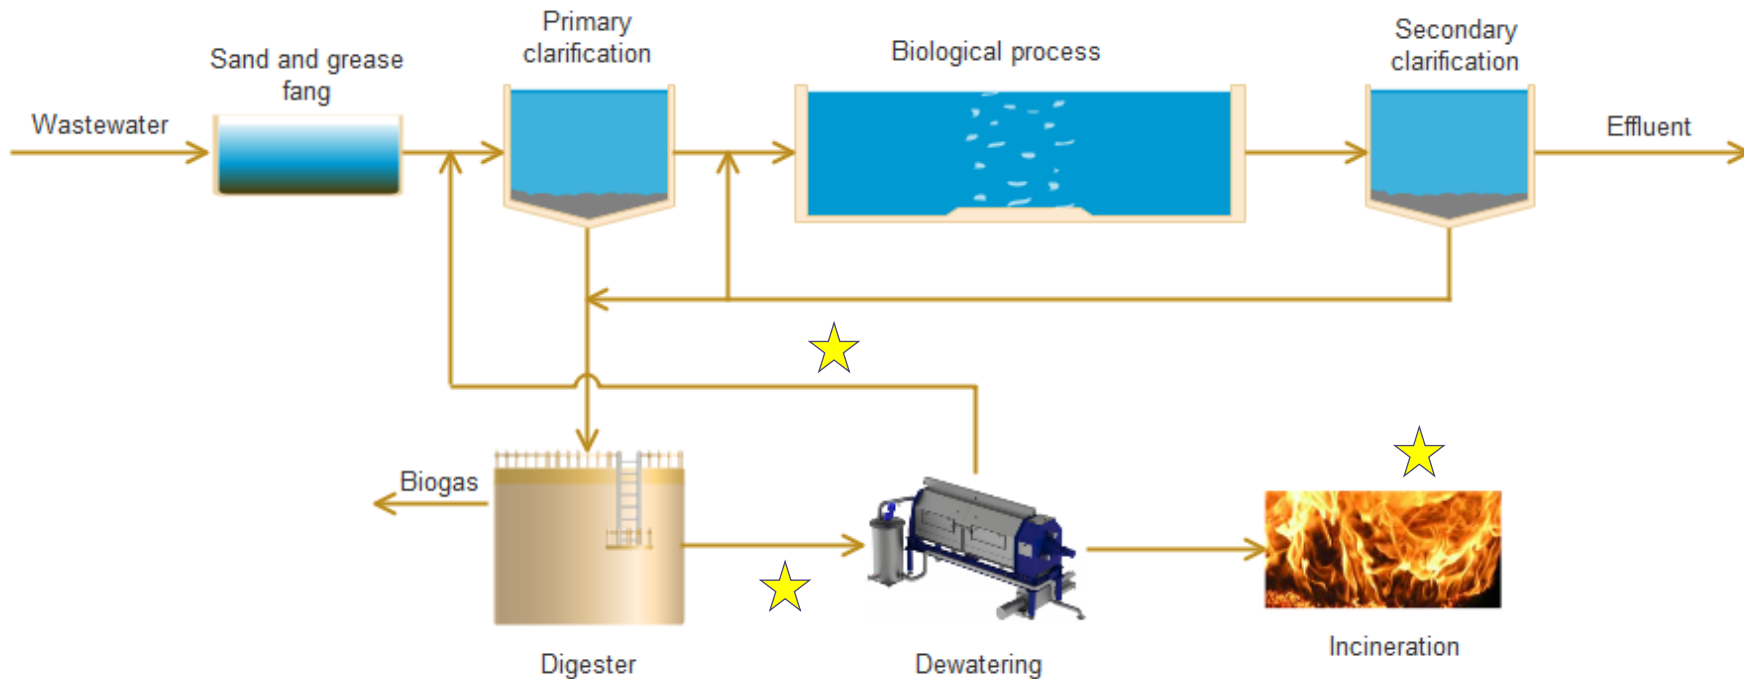 Primary
clarification
Secondary
clarification
Biological process
Sand and grease
fang
Wastewater
Effluent
Biogas
Digester
Dewatering
Incineration